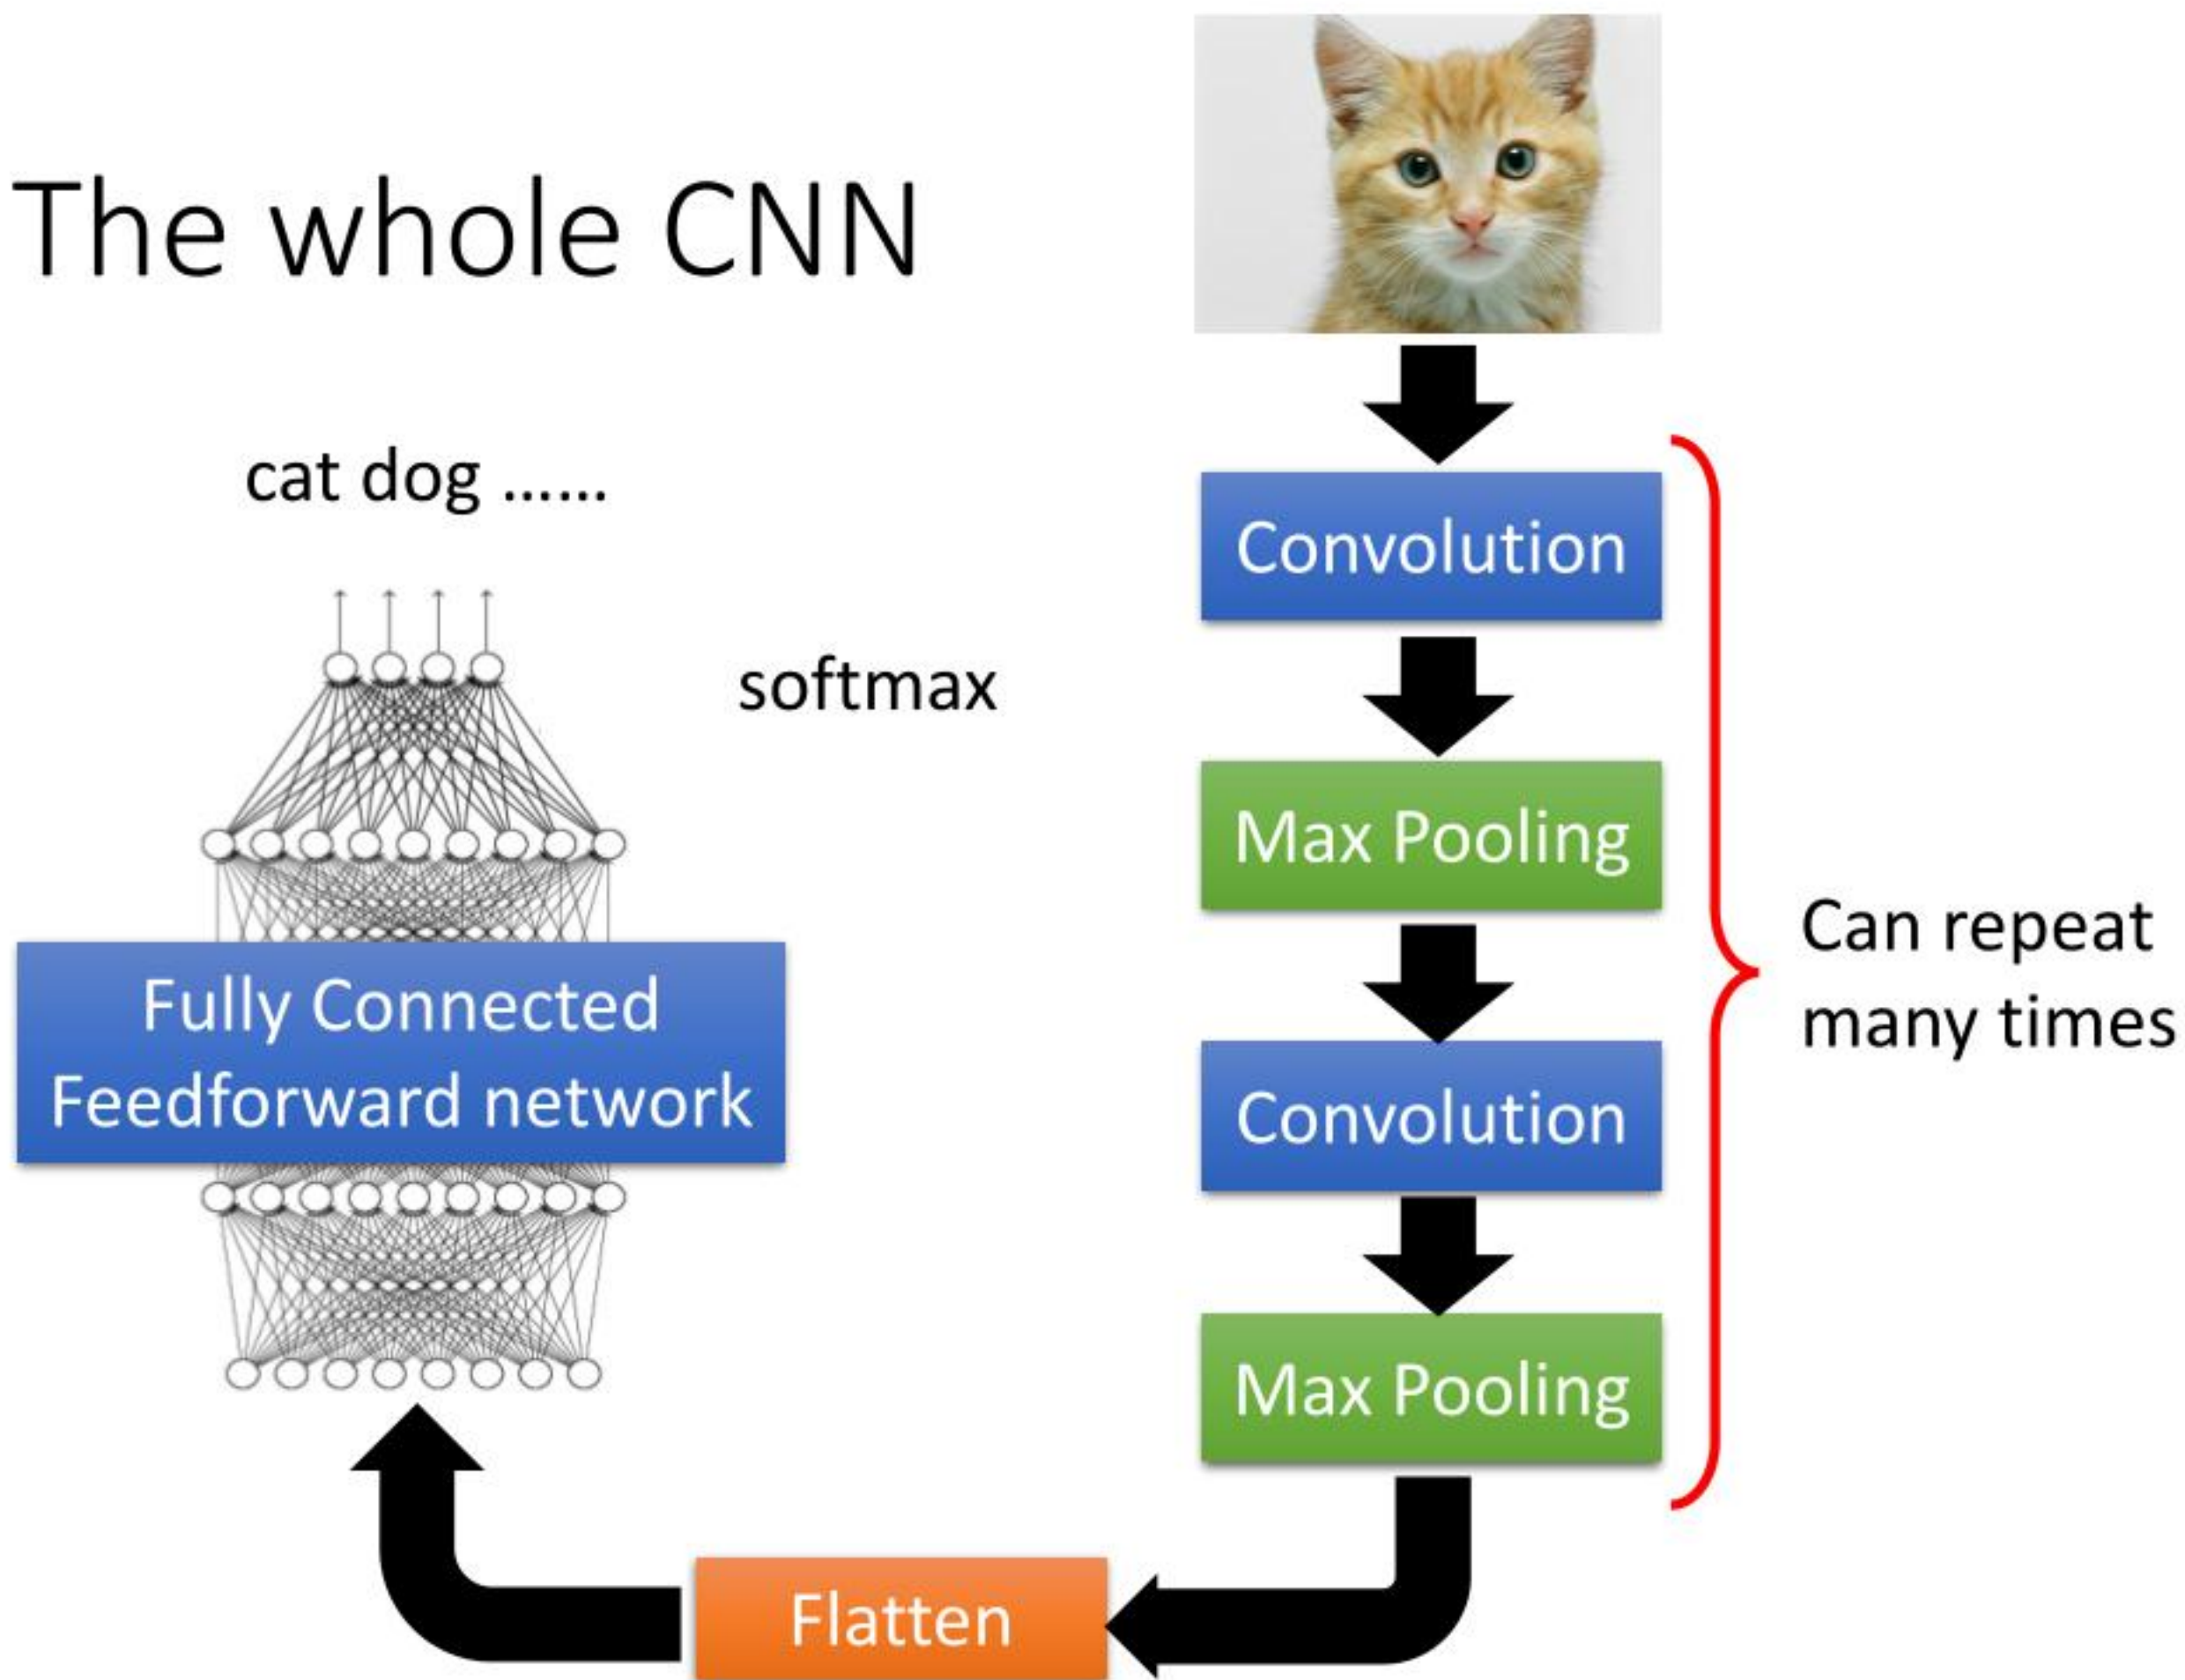 The whole CNN
cat dog ......
softmax
Convolution
Max Pooling
Convolution
Max Pooling
Can repeat
many times
Flatten
Fully Connected
Feedforward network